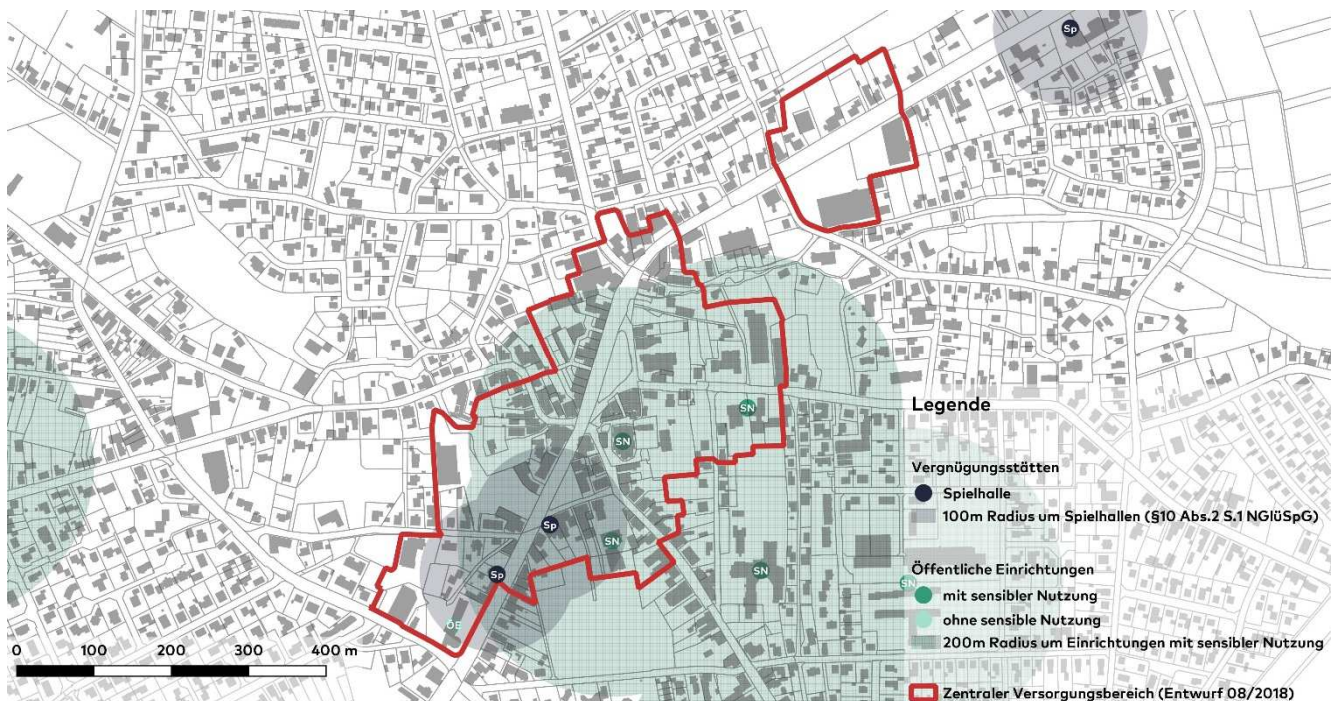 Sp
SN
SN
Sp
SN
Sp
SN
SN
ÖE
0 100 200 300 400 m
Legende
Vergnügungsstätten
Spielhalle
100m Radius um Spielhallen (§10 Abs.2 S.1 NGlüSpG)
Öffentliche Einrichtungen
mit sensibler Nutzung
ohne sensible Nutzung
200m Radius um Einrichtungen mit sensibler Nutzung
Zentraler Versorgungsbereich (Entwurf 08/2018)